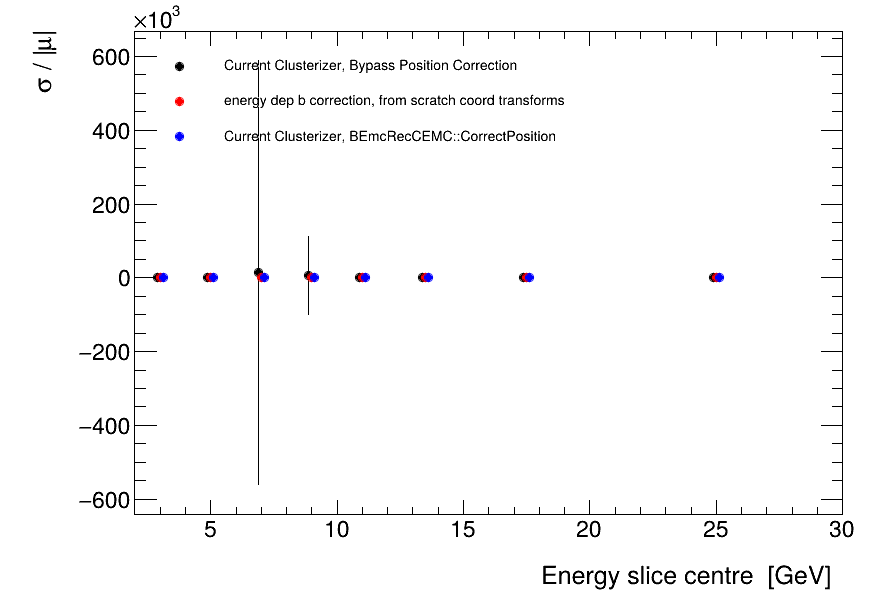 ×10³
σ / |μ|
600
400
200
0
−200
−400
−600
Current Clusterizer, Bypass Position Correction
energy dep b correction, from scratch coord transforms
Current Clusterizer, BEmcRecCEMC::CorrectPosition
5 10 15 20 25 30
Energy slice centre [GeV]